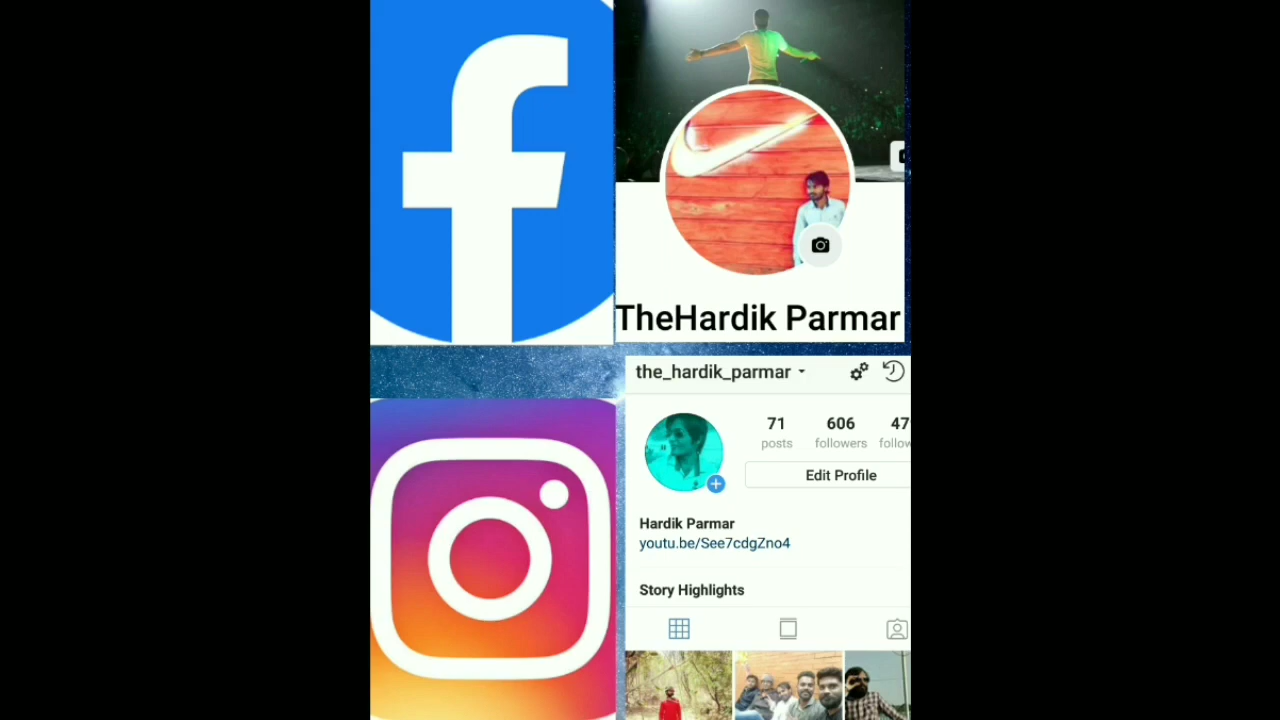 TheHardik Parmar
the_hardik_parmar
71 606
posts followers
Edit Profile
Hardik Parmar
youtu.be/See7cdgZno4
Story Highlights